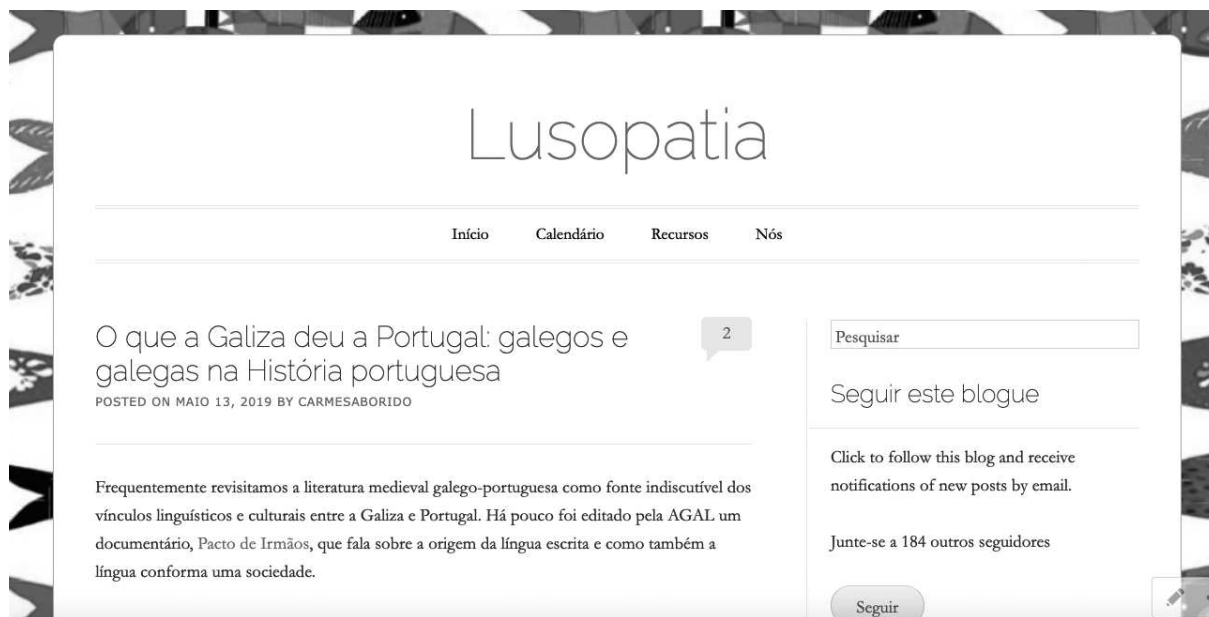 Lusopatia
Início Calendário Recursos Nós
O que a Galiza deu a Portugal: galegos e
galegas na História portuguesa
2
POSTED ON MAIO 13, 2019 BY CARMESABORIDO
Frequentemente revisitamos a literatura medieval galego-portuguesa como fonte indiscutível dos
vínculos linguísticos e culturais entre a Galiza e Portugal. Há pouco foi editado pela AGAL um
documentário, Pacto de Irmãos, que fala sobre a origem da língua escrita e como também a
língua conforma uma sociedade.
Pesquisar
Seguir este blogue
Click to follow this blog and receive
notifications of new posts by email.
Junte-se a 184 outros seguidores
Seguir